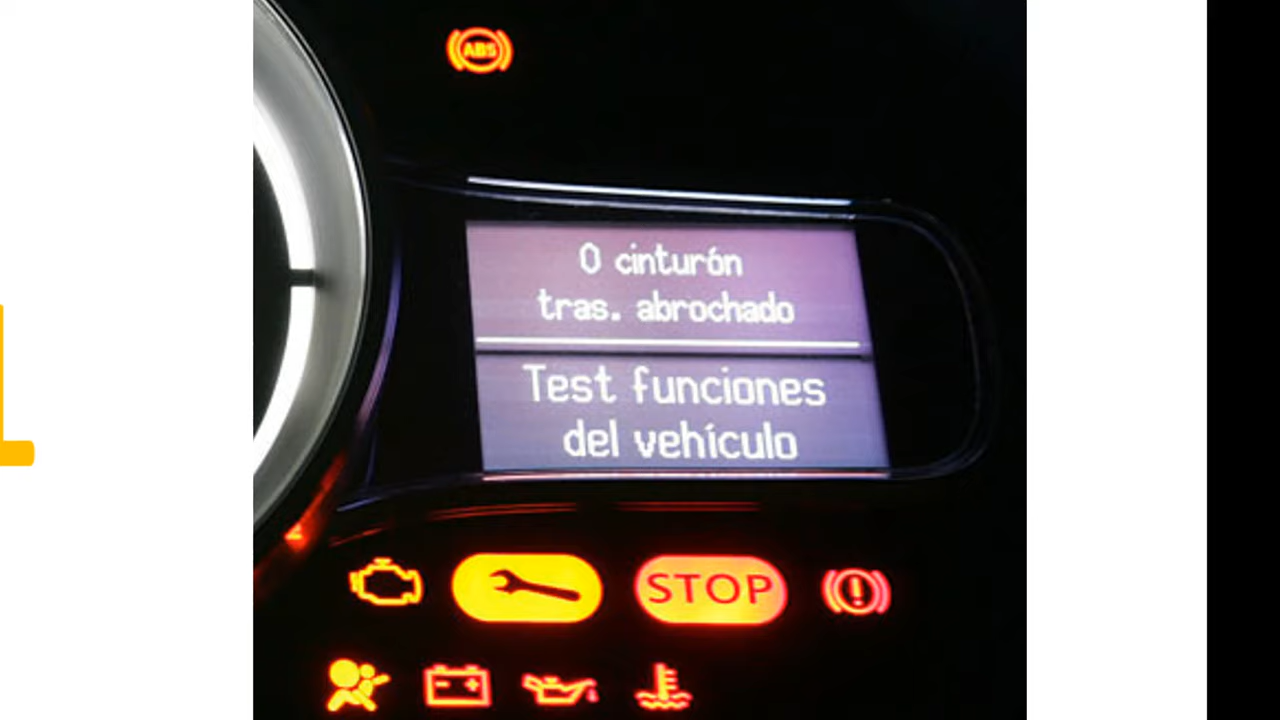 ABS
0 cinturón
tras. abrochado
Test funciones
del vehículo
STOP